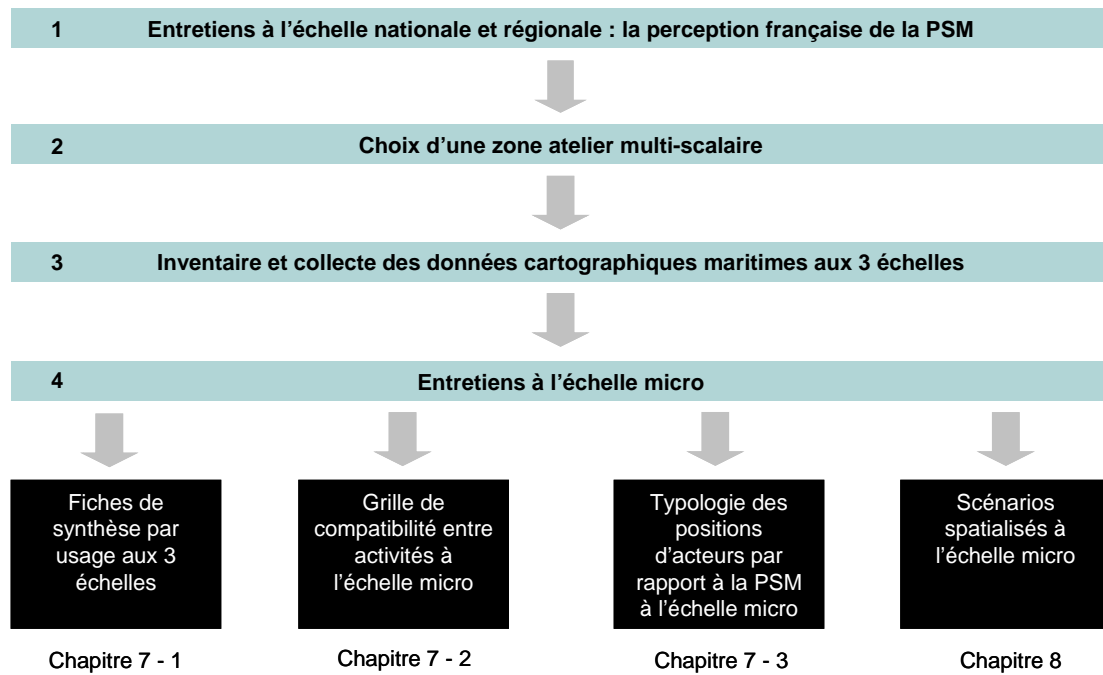 1 Entretiens à l'échelle nationale et régionale : la perception française de la PSM
2 Choix d'une zone atelier multi-scalaire
3 Inventaire et collecte des données cartographiques maritimes aux 3 échelles
4 Entretiens à l'échelle micro
Fiches de
synthèse par
usage aux 3
échelles
Grille de
compatibilité entre
activités à
l'échelle micro
Typologie des
positions
d'acteurs par
rapport à la PSM
à l'échelle micro
Scénarios
spatialisés à
l'échelle micro
Chapitre 7 - 1
Chapitre 7 - 2
Chapitre 7 - 3
Chapitre 8